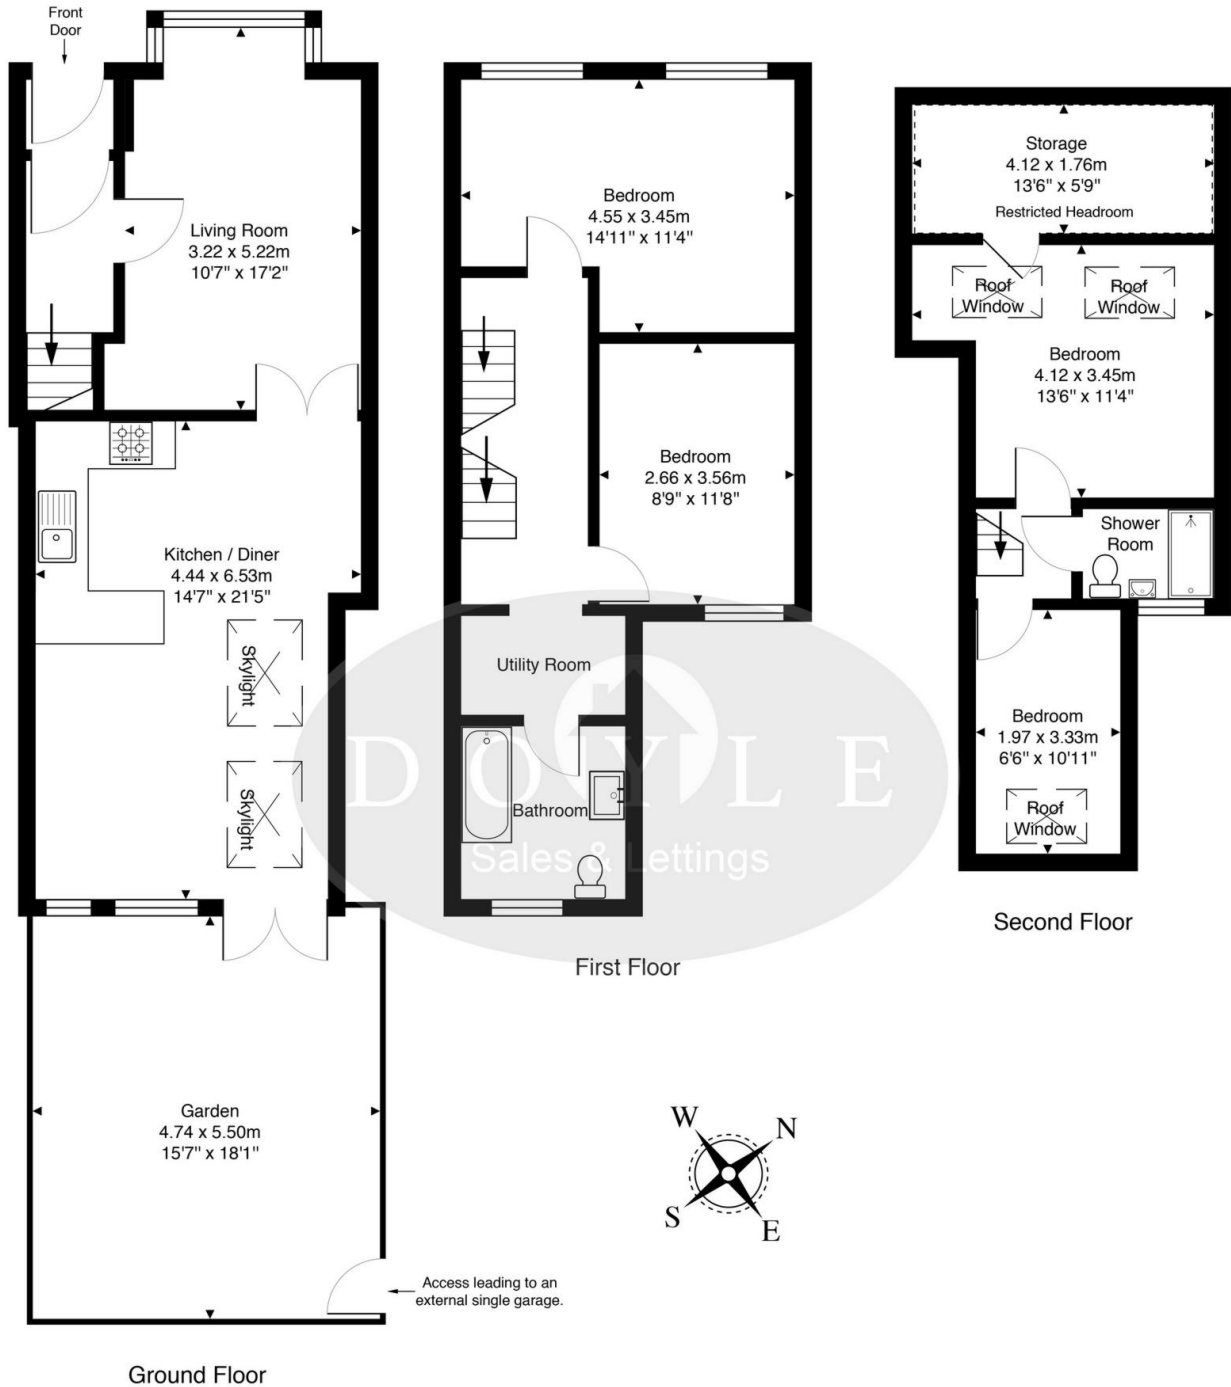 Front
Door
Living Room
3.22 x 5.22m
10'7" x 17'2"
Kitchen / Diner
4.44 x 6.53m
14'7" x 21'5"
Skylight
Skylight
Garden
4.74 x 5.50m
15'7" x 18'1"
Access leading to an
external single garage.
Ground Floor
Bedroom
4.55 x 3.45m
14'11" x 11'4"
Bedroom
2.66 x 3.56m
8'9" x 11'8"
Utility Room
Bathroom
DOYLE
Sales & Lettings
First Floor
Storage
4.12 x 1.76m
13'6" x 5'9"
Restricted Headroom
Roof
Window
Roof
Window
Bedroom
4.12 x 3.45m
13'6" x 11'4"
Shower
Room
Bedroom
1.97 x 3.33m
6'6" x 10'11"
Roof
Window
Second Floor
W
N
S
E